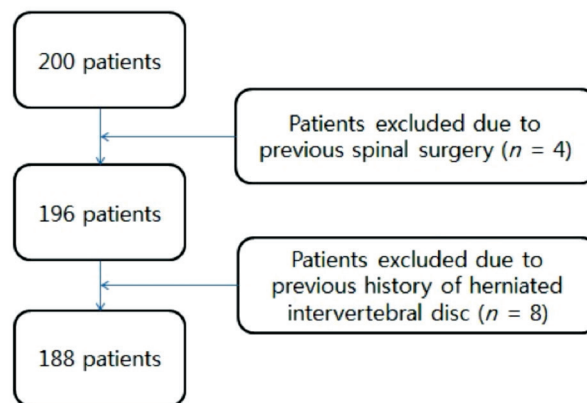 200 patients
Patients excluded due to
previous spinal surgery (n = 4)
196 patients
Patients excluded due to
previous history of herniated
intervertebral disc (n = 8)
188 patients